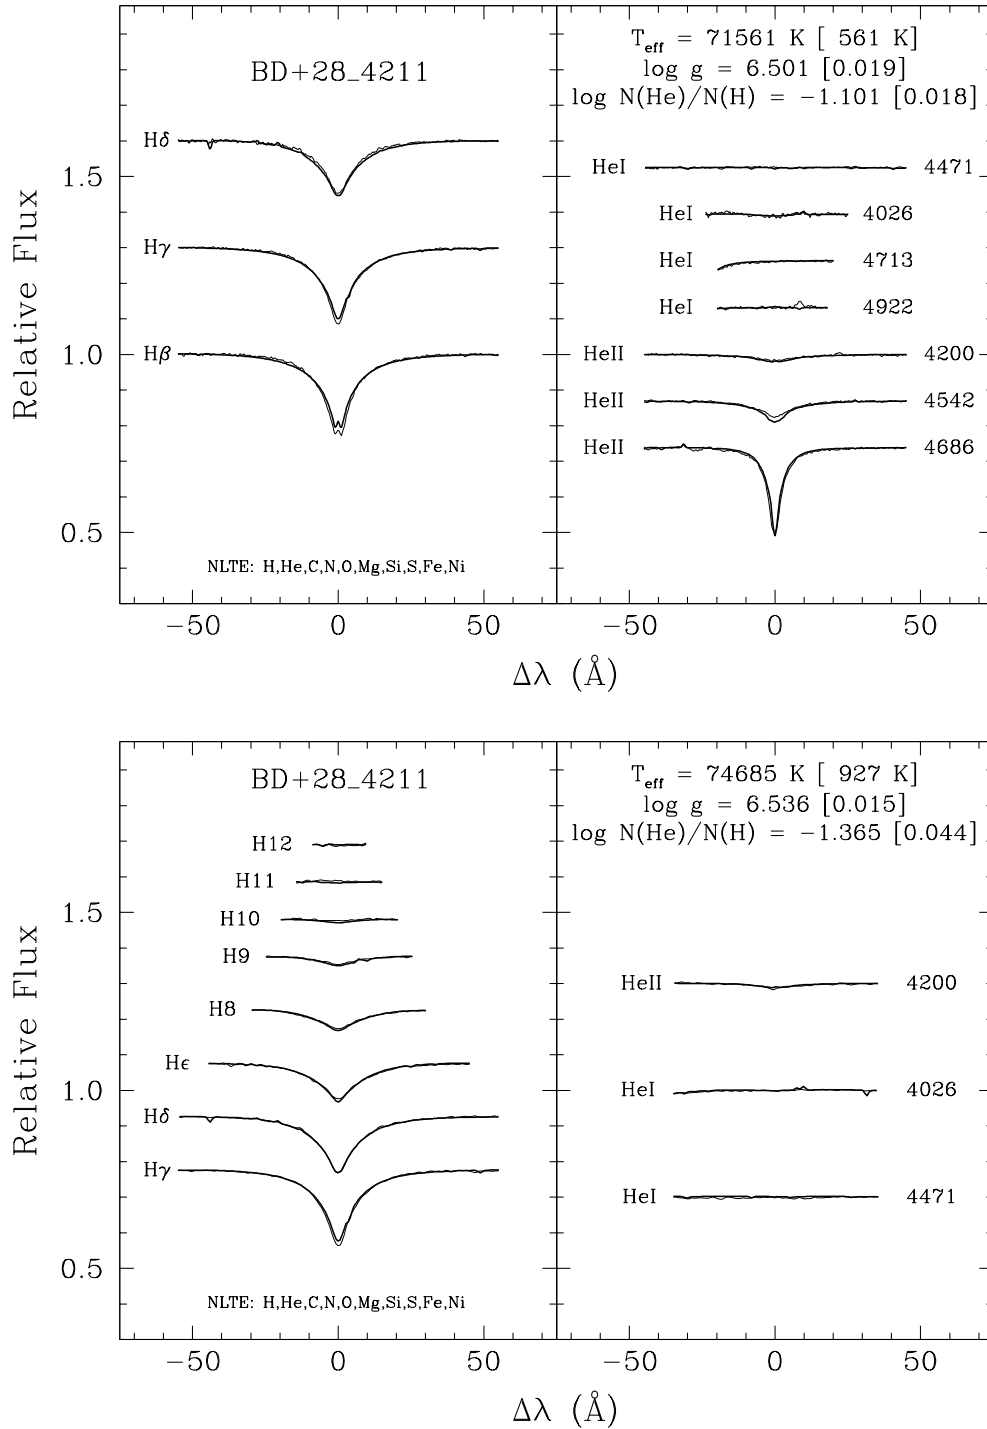 BD+28_4211
T_eff = 71561 K [ 561 K]
log g = 6.501 [0.019]
log N(He)/N(H) = −1.101 [0.018]
Hδ
Hγ
Hβ
HeI 4471
HeI 4026
HeI 4713
HeI 4922
HeII 4200
HeII 4542
HeII 4686
NLTE: H,He,C,N,O,Mg,Si,S,Fe,Ni
1.5
1.0
0.5
Relative Flux
−50 0 50 −50 0 50
Δλ (Å)
BD+28_4211
T_eff = 74685 K [ 927 K]
log g = 6.536 [0.015]
log N(He)/N(H) = −1.365 [0.044]
H12
H11
H10
H9
H8
Hϵ
Hδ
Hγ
HeII 4200
HeI 4026
HeI 4471
NLTE: H,He,C,N,O,Mg,Si,S,Fe,Ni
1.5
1.0
0.5
Relative Flux
−50 0 50 −50 0 50
Δλ (Å)